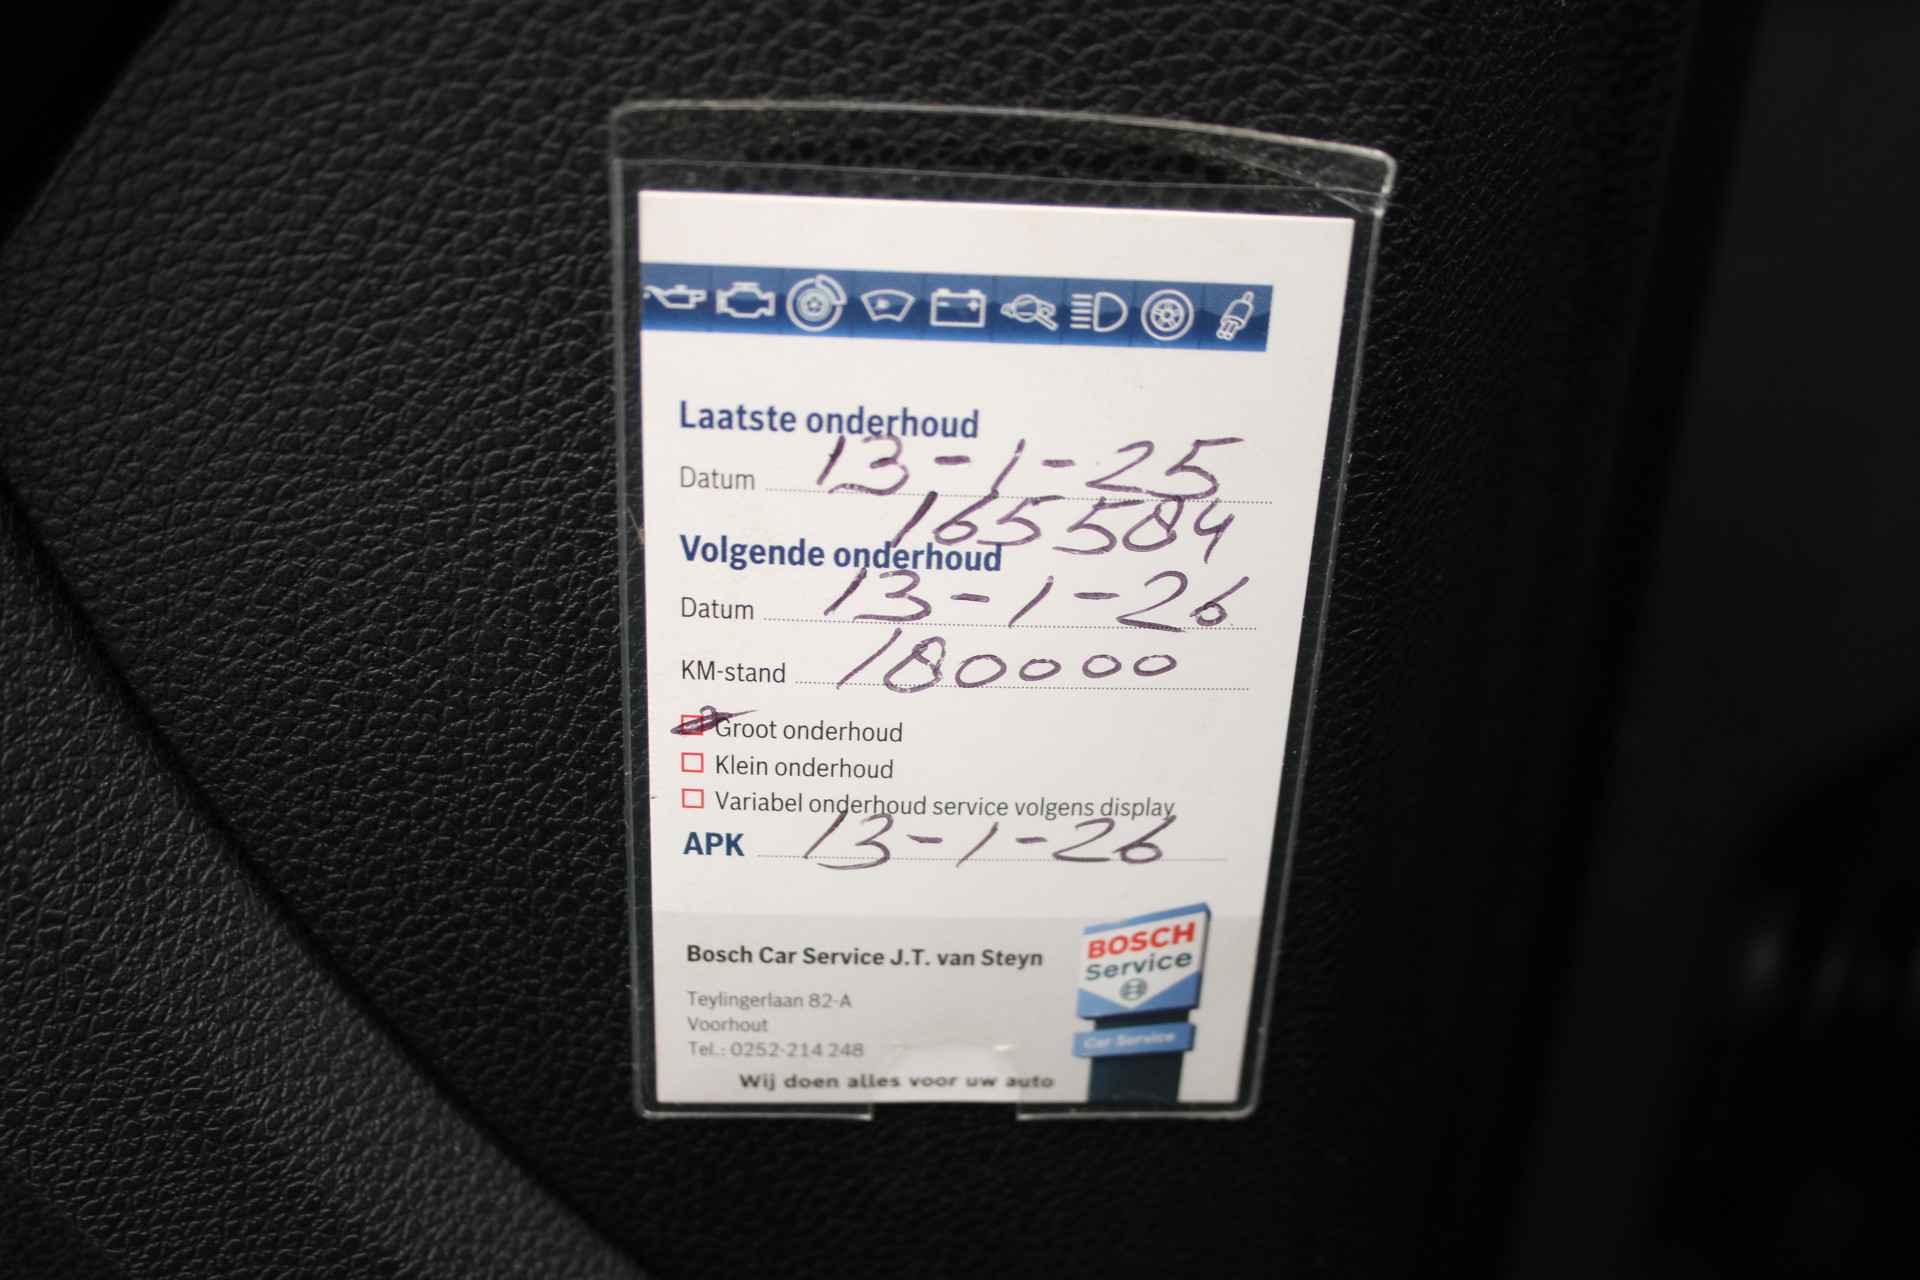 Laatste onderhoud
Datum 13-1-25
165584
Volgende onderhoud
Datum 13-1-26
KM-stand 180000
Groot onderhoud
Klein onderhoud
Variabel onderhoud service volgens display
APK 13-1-26
Bosch Car Service J.T. van Steyn
Teylingerlaan 82-A
Voorhout
Tel.: 0252-214 248
Wij doen alles voor uw auto
BOSCH
Service
Car Service